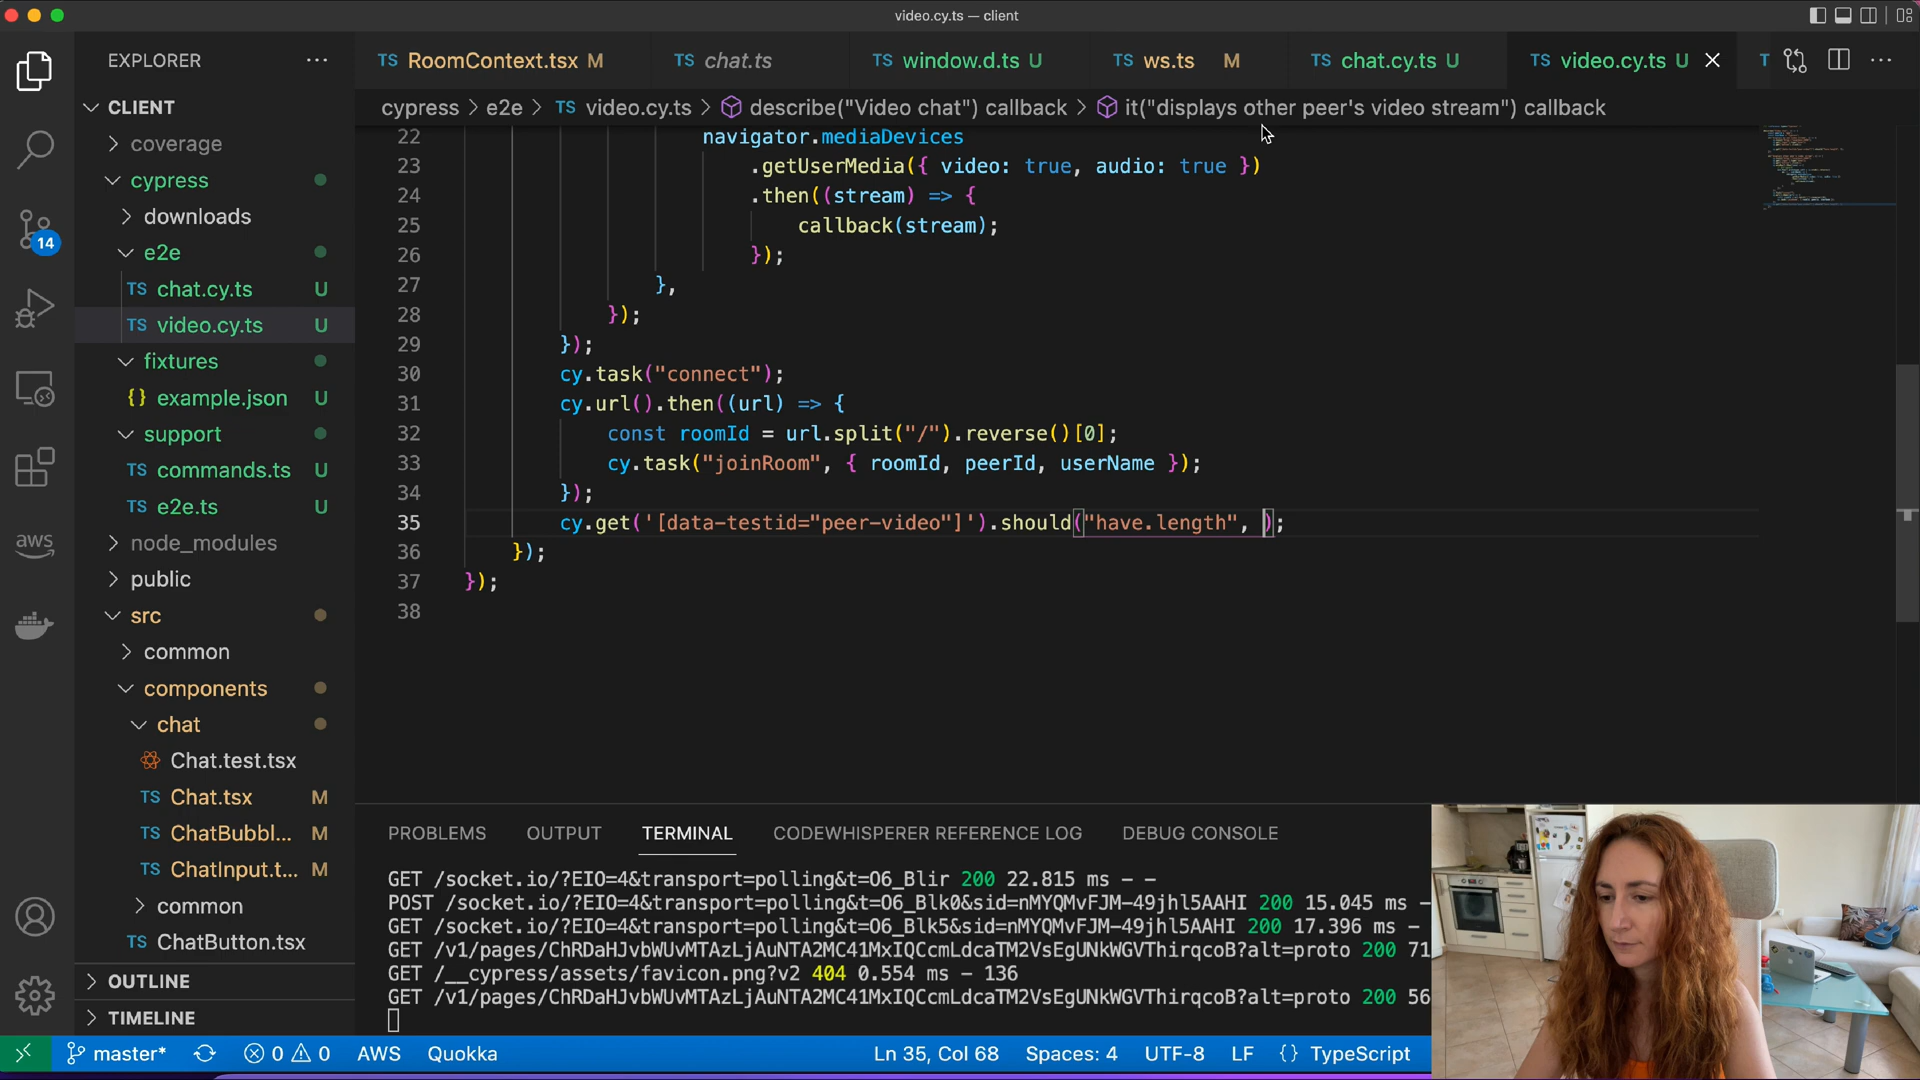 video.cy.ts — client
EXPLORER
TS RoomContext.tsx M
TS chat.ts
TS window.d.ts U
TS ws.ts M
TS chat.cy.ts U
TS video.cy.ts U
T
CLIENT
cypress > e2e > TS video.cy.ts > describe("Video chat") callback > it("displays other peer's video stream") callback
coverage
cypress
downloads
e2e
TS chat.cy.ts U
TS video.cy.ts U
fixtures
{} example.json U
support
TS commands.ts U
TS e2e.ts U
node_modules
public
src
common
components
chat
Chat.test.tsx
TS Chat.tsx M
TS ChatBubbl... M
TS ChatInput.t... M
common
TS ChatButton.tsx
OUTLINE
TIMELINE
14
aws
22 navigator.mediaDevices
23 .getUserMedia({ video: true, audio: true })
24 .then((stream) => {
25 callback(stream);
26 });
27 },
28 });
29 });
30 cy.task("connect");
31 cy.url().then((url) => {
32 const roomId = url.split("/").reverse()[0];
33 cy.task("joinRoom", { roomId, peerId, userName });
34 });
35 cy.get('[data-testid="peer-video"]').should("have.length", );
36 });
37 });
38
PROBLEMS OUTPUT TERMINAL CODEWHISPERER REFERENCE LOG DEBUG CONSOLE
GET /socket.io/?EIO=4&transport=polling&t=O6_Blir 200 22.815 ms - -
POST /socket.io/?EIO=4&transport=polling&t=O6_Blk0&sid=nMYQMvFJM-49jhl5AAHI 200 15.045 ms -
GET /socket.io/?EIO=4&transport=polling&t=O6_Blk5&sid=nMYQMvFJM-49jhl5AAHI 200 17.396 ms -
GET /v1/pages/ChRDaHJvbWUvMTAzLjAuNTA2MC41MxIQCcmLdcaTM2VsEgUNkWGVThirqcoB?alt=proto 200 71
GET /__cypress/assets/favicon.png?v2 404 0.554 ms - 136
GET /v1/pages/ChRDaHJvbWUvMTAzLjAuNTA2MC41MxIQCcmLdcaTM2VsEgUNkWGVThirqcoB?alt=proto 200 56
master* 0 0 AWS Quokka Ln 35, Col 68 Spaces: 4 UTF-8 LF {} TypeScript